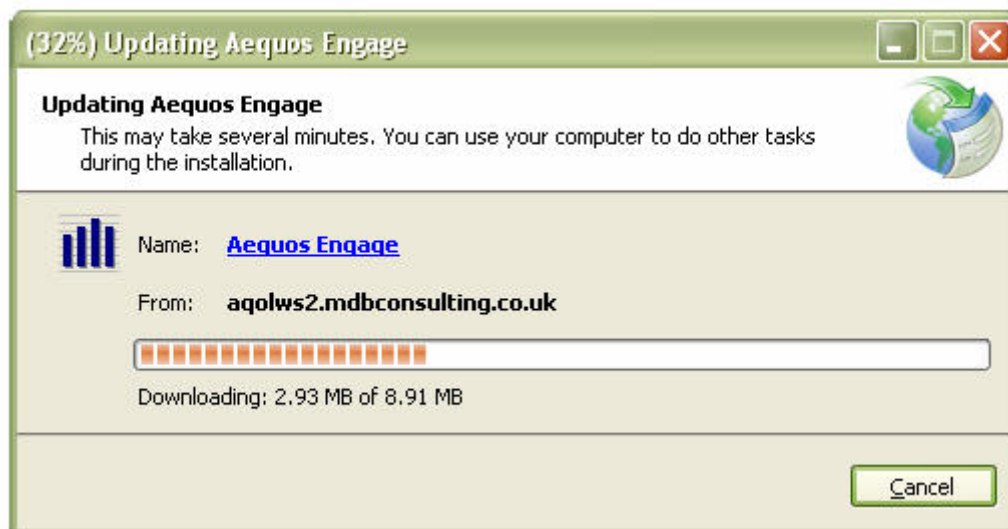 (32%) Updating Aequos Engage
Updating Aequos Engage
This may take several minutes. You can use your computer to do other tasks
during the installation.
Name: Aequos Engage
From: aqolws2.mdbconsulting.co.uk
Downloading: 2.93 MB of 8.91 MB
Cancel